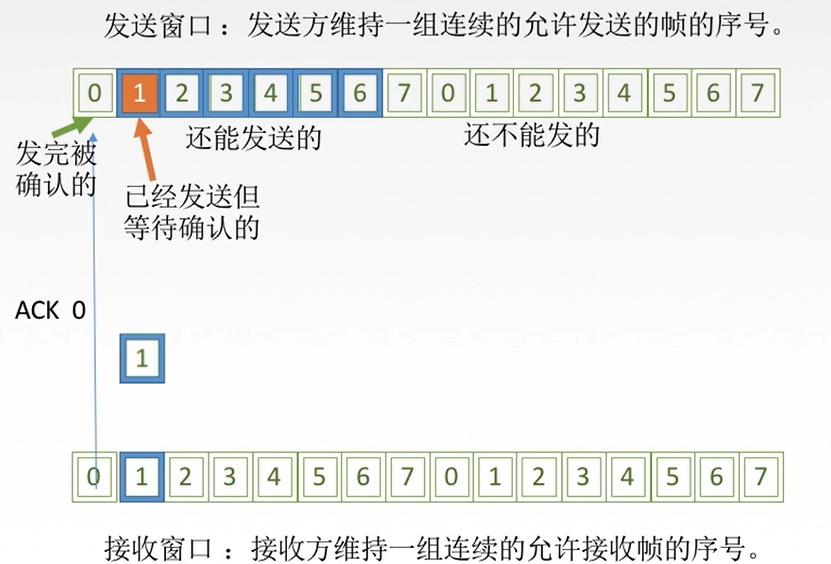 发送窗口：发送方维持一组连续的允许发送的帧的序号。
0 1 2 3 4 5 6 7 0 1 2 3 4 5 6 7
还能发送的 还不能发的
发完被
确认的
已经发送但
等待确认的
ACK 0
1
0 1 2 3 4 5 6 7 0 1 2 3 4 5 6 7
接收窗口：接收方维持一组连续的允许接收帧的序号。